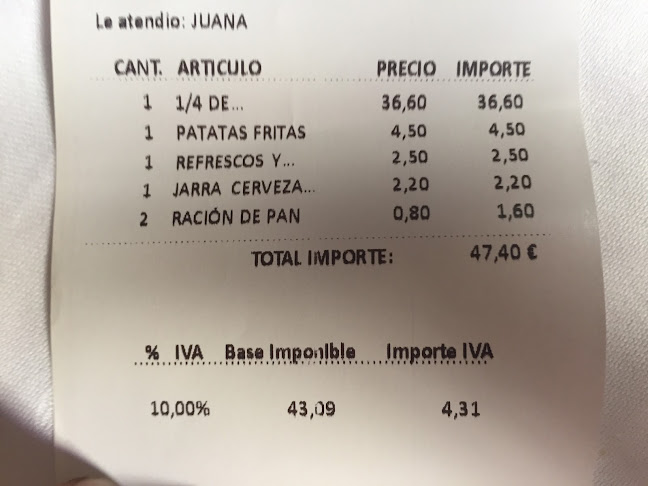 Le atendio: JUANA
CANT. ARTICULO PRECIO IMPORTE
1 1/4 DE... 36,60 36,60
1 PATATAS FRITAS 4,50 4,50
1 REFRESCOS Y... 2,50 2,50
1 JARRA CERVEZA... 2,20 2,20
2 RACIÓN DE PAN 0,80 1,60
TOTAL IMPORTE: 47,40 €
% IVA Base Imponible Importe IVA
10,00% 43,09 4,31